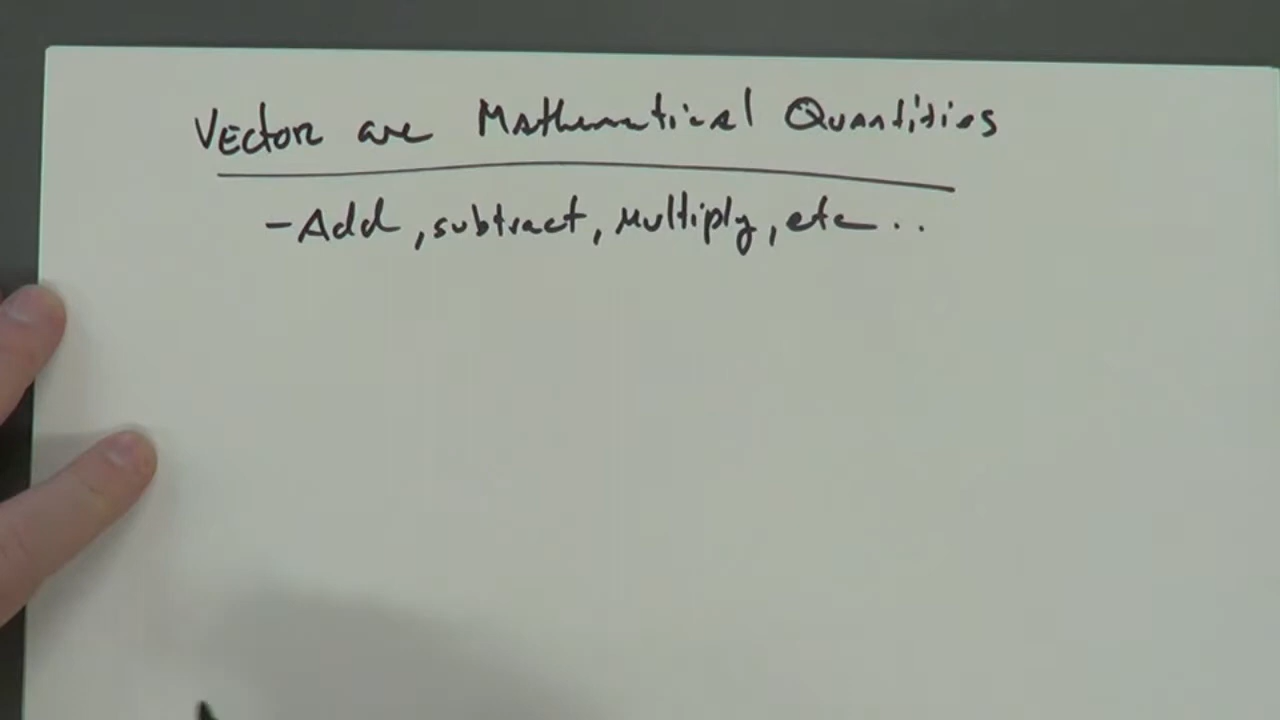 Vector are Mathematical Quantities
- Add, subtract, Multiply, etc...